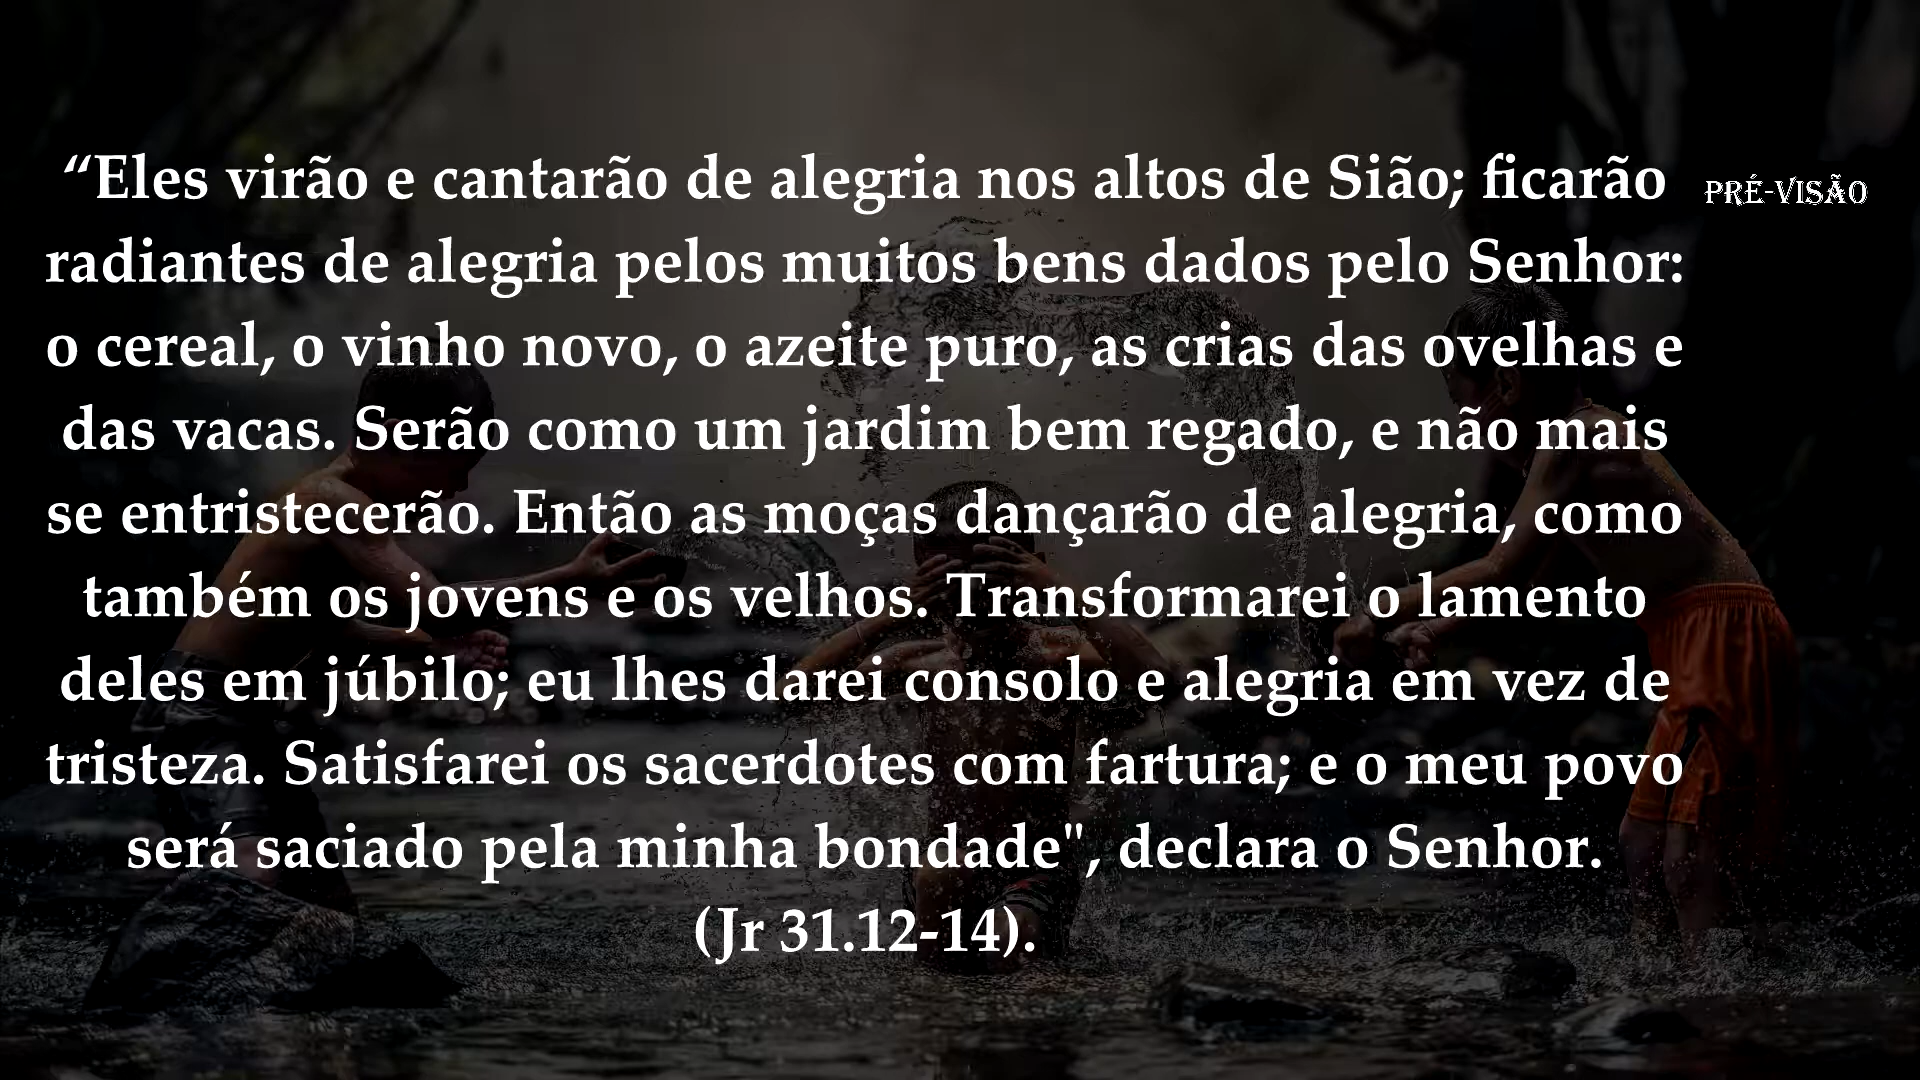 “Eles virão e cantarão de alegria nos altos de Sião; ficarão
PRÉ-VISÃO
radiantes de alegria pelos muitos bens dados pelo Senhor:
o cereal, o vinho novo, o azeite puro, as crias das ovelhas e
das vacas. Serão como um jardim bem regado, e não mais
se entristecerão. Então as moças dançarão de alegria, como
também os jovens e os velhos. Transformarei o lamento
deles em júbilo; eu lhes darei consolo e alegria em vez de
tristeza. Satisfarei os sacerdotes com fartura; e o meu povo
será saciado pela minha bondade", declara o Senhor.
(Jr 31.12-14).